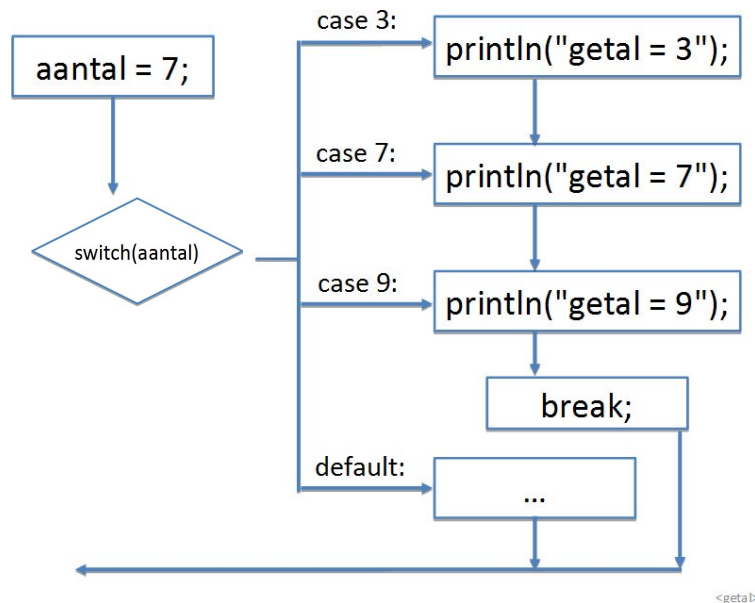 aantal = 7;
switch(aantal)
case 3:
println("getal = 3");
case 7:
println("getal = 7");
case 9:
println("getal = 9");
break;
default:
...
<getal>